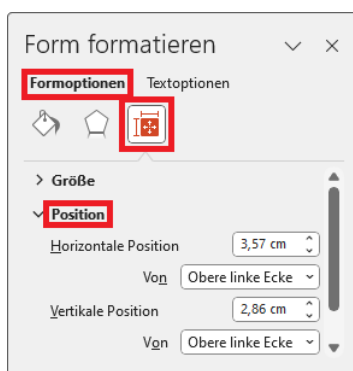 Form formatieren
Formoptionen Textoptionen
Größe
Position
Horizontale Position 3,57 cm
Von Obere linke Ecke
Vertikale Position 2,86 cm
Von Obere linke Ecke